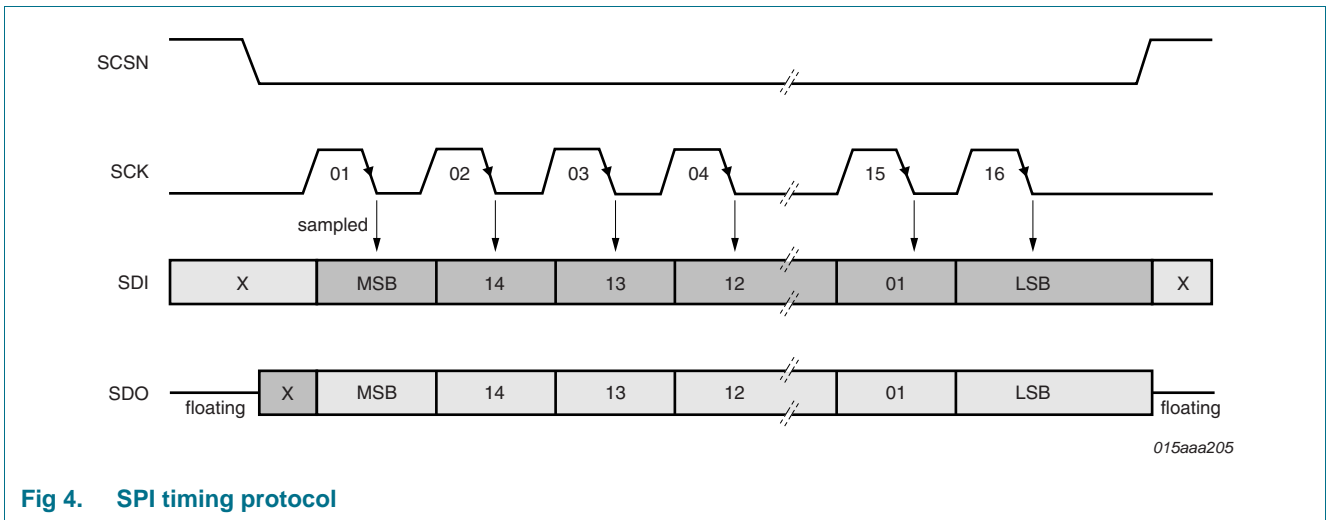 SCSN
SCK
01 02 03 04 15 16
sampled
SDI
X MSB 14 13 12 01 LSB X
SDO
floating X MSB 14 13 12 01 LSB floating
015aaa205
Fig 4. SPI timing protocol